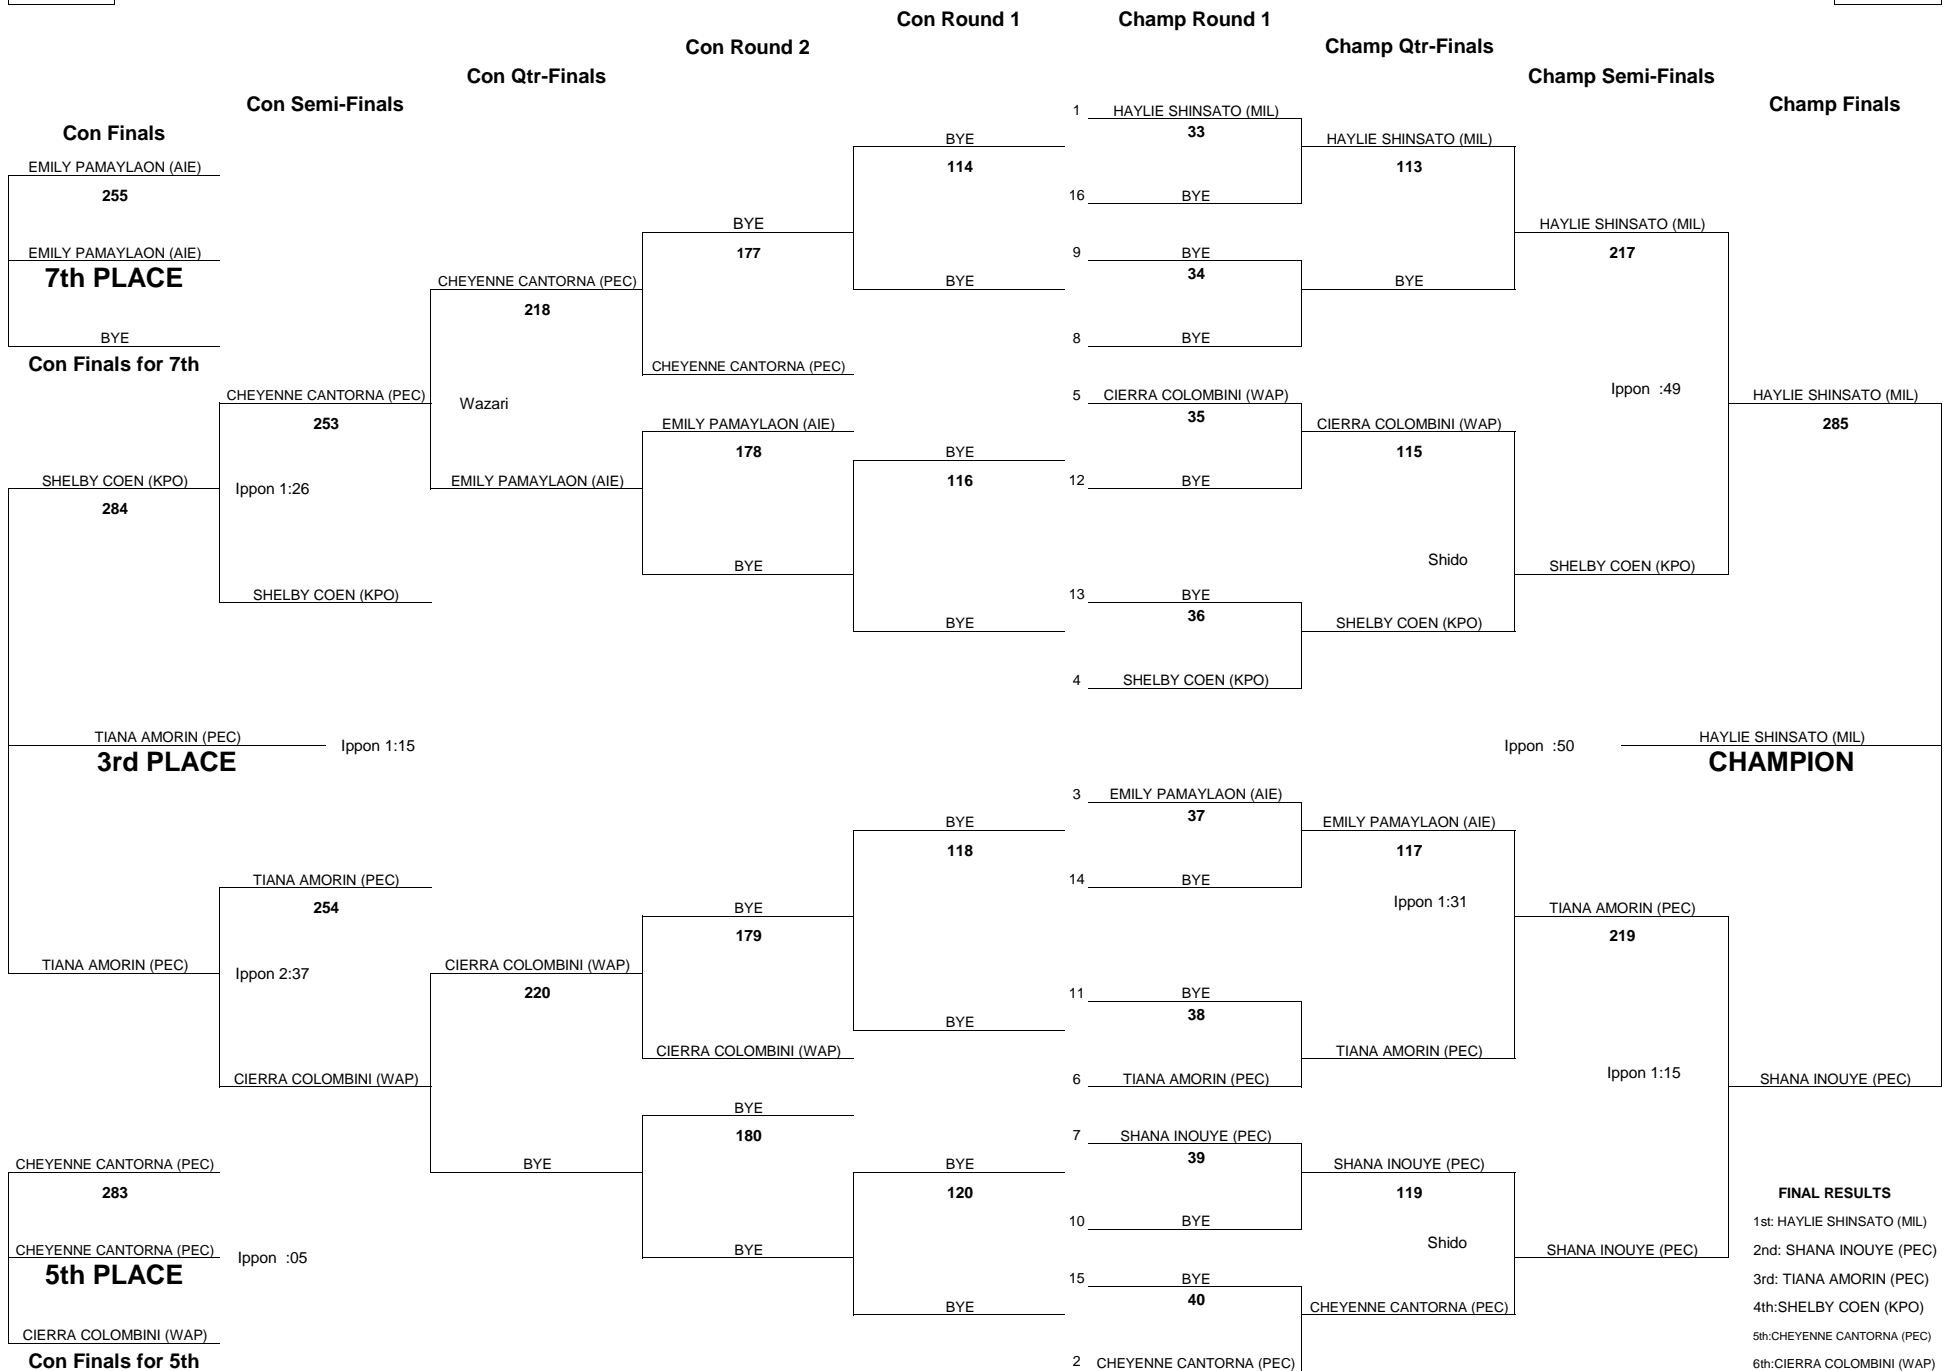 Con Round 1
Champ Round 1
Con Round 2
Champ Qtr-Finals
Con Qtr-Finals
Champ Semi-Finals
Con Semi-Finals
Champ Finals
Con Finals
EMILY PAMAYLAON (AIE)
255
EMILY PAMAYLAON (AIE)
7th PLACE
BYE
Con Finals for 7th
SHELBY COEN (KPO)
284
TIANA AMORIN (PEC)
3rd PLACE
Ippon 1:15
TIANA AMORIN (PEC)
CHEYENNE CANTORNA (PEC)
283
CHEYENNE CANTORNA (PEC)
5th PLACE
Ippon :05
CIERRA COLOMBINI (WAP)
Con Finals for 5th
CHEYENNE CANTORNA (PEC)
253
Ippon 1:26
SHELBY COEN (KPO)
TIANA AMORIN (PEC)
254
Ippon 2:37
CIERRA COLOMBINI (WAP)
CHEYENNE CANTORNA (PEC)
218
Wazari
EMILY PAMAYLAON (AIE)
CIERRA COLOMBINI (WAP)
220
BYE
BYE
177
CHEYENNE CANTORNA (PEC)
EMILY PAMAYLAON (AIE)
178
BYE
BYE
179
CIERRA COLOMBINI (WAP)
BYE
180
BYE
BYE
114
BYE
BYE
116
BYE
BYE
118
BYE
BYE
120
BYE
1 HAYLIE SHINSATO (MIL)
33
16 BYE
9 BYE
34
8 BYE
5 CIERRA COLOMBINI (WAP)
35
12 BYE
13 BYE
36
4 SHELBY COEN (KPO)
3 EMILY PAMAYLAON (AIE)
37
14 BYE
11 BYE
38
6 TIANA AMORIN (PEC)
7 SHANA INOUYE (PEC)
39
10 BYE
15 BYE
40
2 CHEYENNE CANTORNA (PEC)
HAYLIE SHINSATO (MIL)
113
BYE
CIERRA COLOMBINI (WAP)
115
Shido
SHELBY COEN (KPO)
EMILY PAMAYLAON (AIE)
117
Ippon 1:31
TIANA AMORIN (PEC)
SHANA INOUYE (PEC)
119
Shido
CHEYENNE CANTORNA (PEC)
HAYLIE SHINSATO (MIL)
217
Ippon :49
SHELBY COEN (KPO)
TIANA AMORIN (PEC)
219
Ippon 1:15
SHANA INOUYE (PEC)
HAYLIE SHINSATO (MIL)
285
Ippon :50
HAYLIE SHINSATO (MIL)
CHAMPION
SHANA INOUYE (PEC)
FINAL RESULTS
1st: HAYLIE SHINSATO (MIL)
2nd: SHANA INOUYE (PEC)
3rd: TIANA AMORIN (PEC)
4th:SHELBY COEN (KPO)
5th:CHEYENNE CANTORNA (PEC)
6th:CIERRA COLOMBINI (WAP)